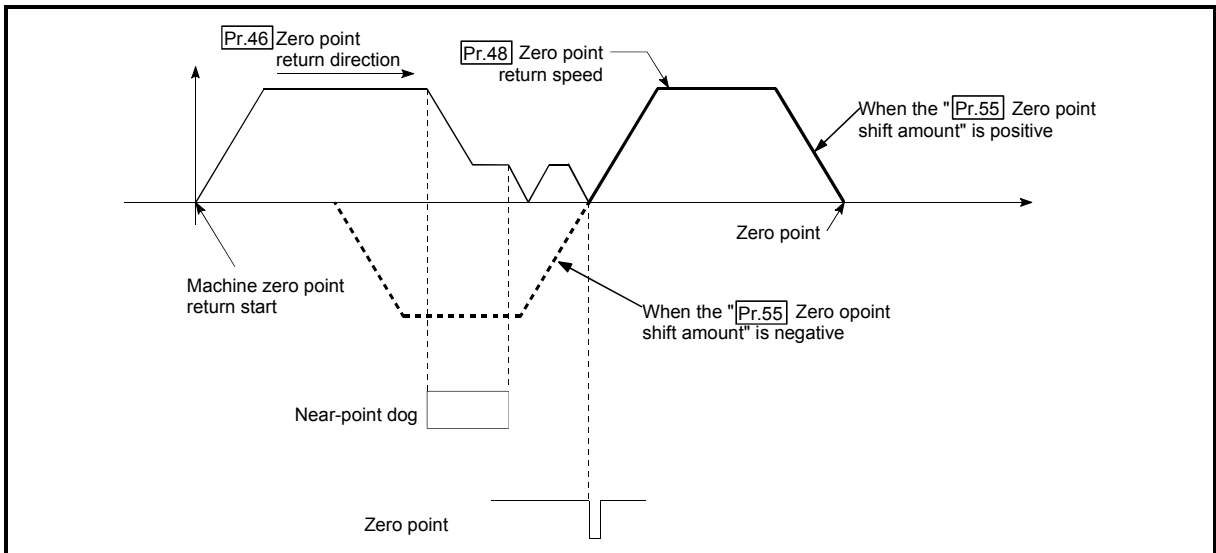 Pr.46 Zero point
return direction
Pr.48 Zero point
return speed
When the "Pr.55 Zero point
shift amount" is positive
Zero point
Machine zero point
return start
When the "Pr.55 Zero opoint
shift amount" is negative
Near-point dog
Zero point